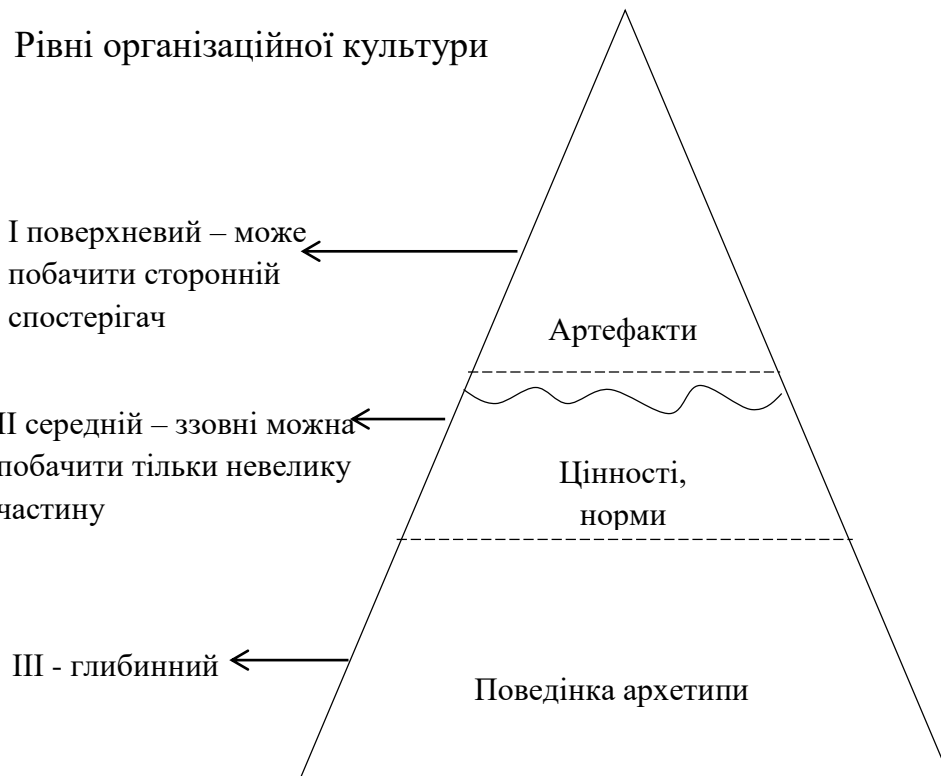 Рівні організаційної культури
І поверхневий – може
побачити сторонній
спостерігач
Артефакти
ІІ середній – ззовні можна
побачити тільки невелику
частину
Цінності,
норми
ІІІ - глибинний
Поведінка архетипи